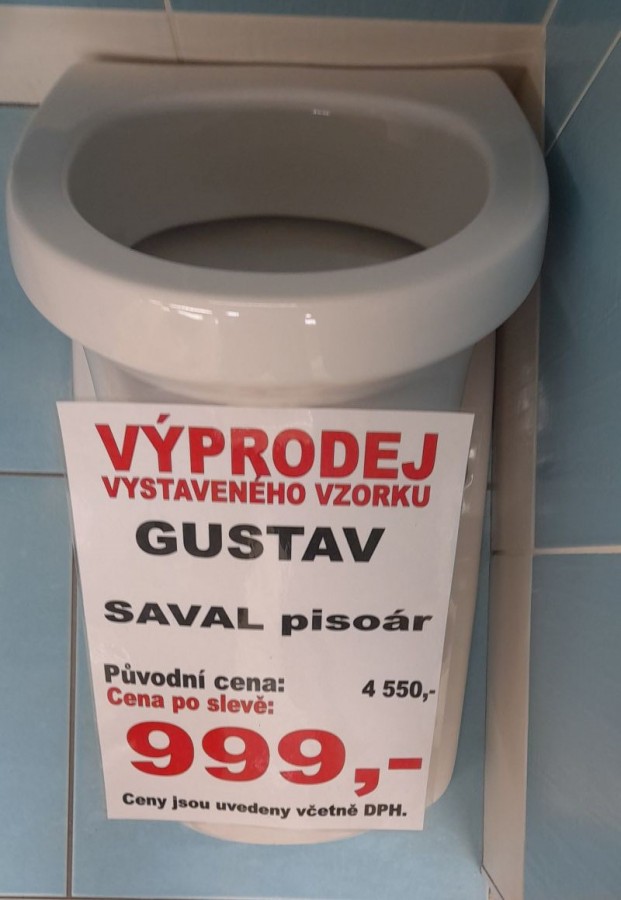 VÝPRODEJ
VYSTAVENÉHO VZORKU
GUSTAV
SAVAL pisoár
Původní cena: 4 550,-
Cena po slevě:
999,-
Ceny jsou uvedeny včetně DPH.